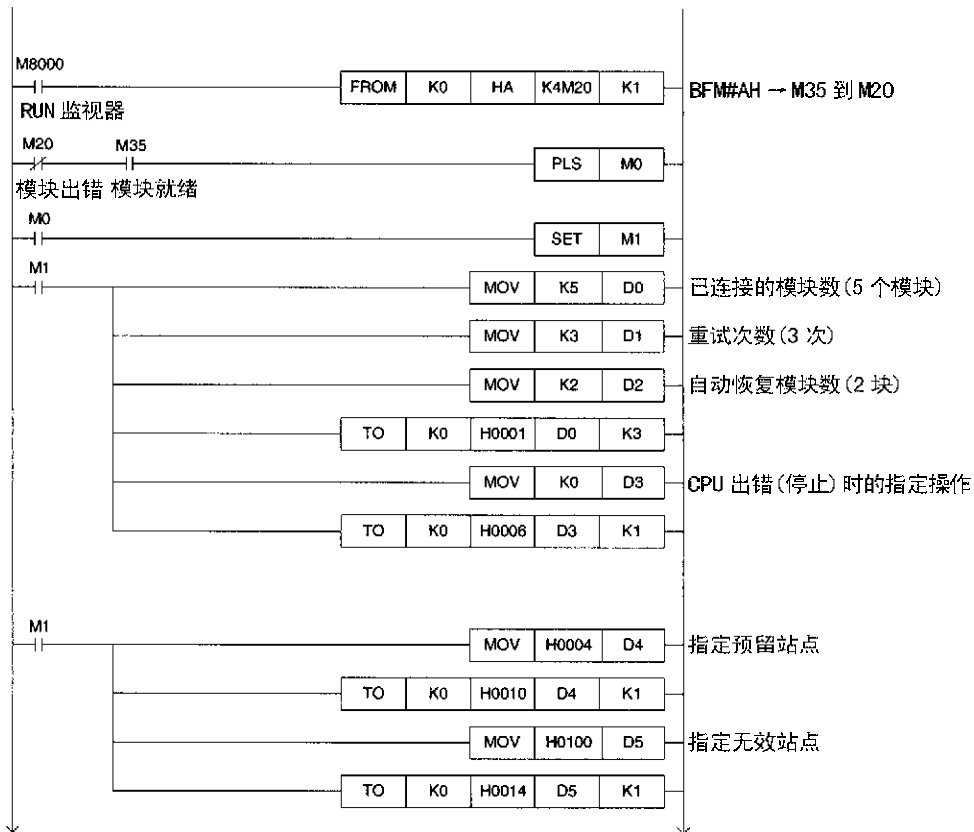 M8000
FROM K0 HA K4M20 K1 BFM#AH→M35 到 M20
RUN 监视器
M20 M35
PLS M0
模块出错 模块就绪
M0
SET M1
M1
MOV K5 D0 已连接的模块数(5 个模块)
MOV K3 D1 重试次数(3 次)
MOV K2 D2 自动恢复模块数(2 块)
TO K0 H0001 D0 K3
MOV K0 D3 CPU 出错(停止)时的指定操作
TO K0 H0006 D3 K1
M1
MOV H0004 D4 指定预留站点
TO K0 H0010 D4 K1
MOV H0100 D5 指定无效站点
TO K0 H0014 D5 K1